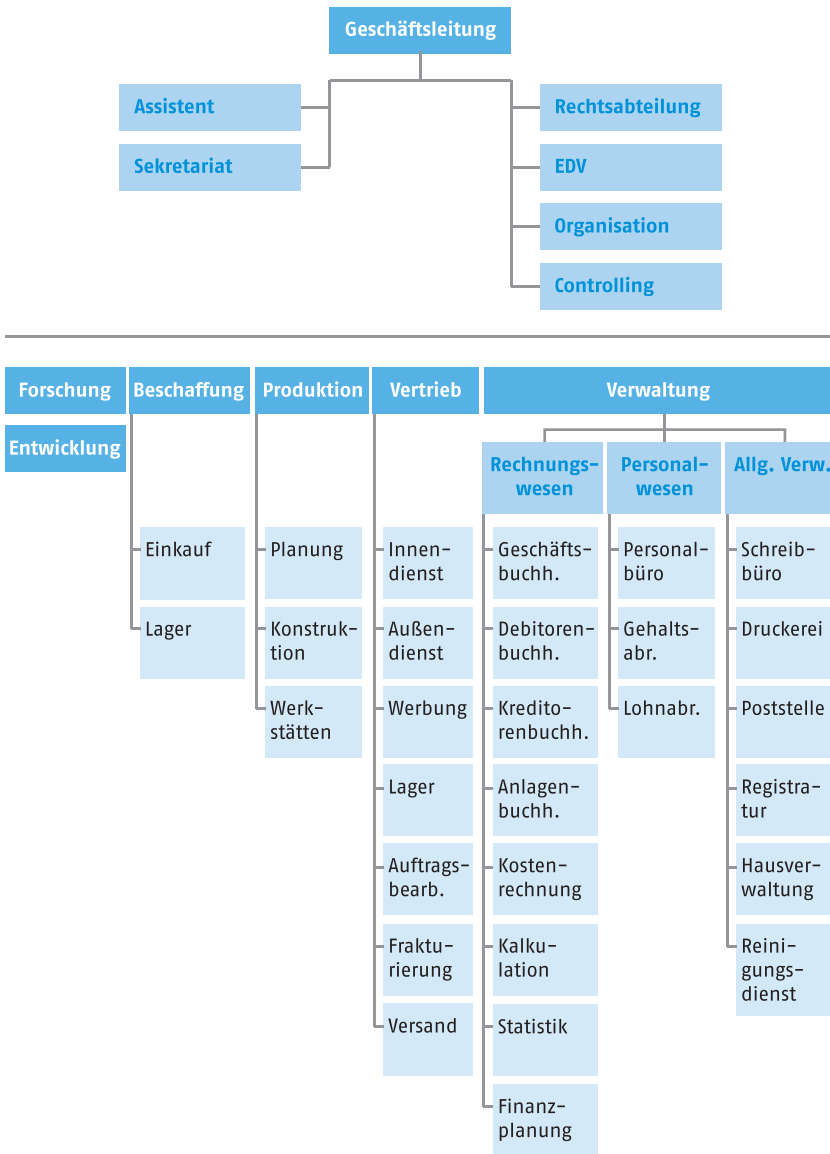 Geschäftsleitung
Assistent
Sekretariat
Rechtsabteilung
EDV
Organisation
Controlling
Forschung
Entwicklung
Beschaffung
Einkauf
Lager
Produktion
Planung
Konstruk-
tion
Werk-
stätten
Vertrieb
Innen-
dienst
Außen-
dienst
Werbung
Lager
Auftrags-
bearb.
Fraktu-
rierung
Versand
Verwaltung
Rechnungs-
wesen
Geschäfts-
buchh.
Debitoren-
buchh.
Kredito-
renbuchh.
Anlagen-
buchh.
Kosten-
rechnung
Kalku-
lation
Statistik
Finanz-
planung
Personal-
wesen
Personal-
büro
Gehalts-
abr.
Lohnabr.
Allg. Verw.
Schreib-
büro
Druckerei
Poststelle
Registra-
tur
Hausver-
waltung
Reini-
gungs-
dienst